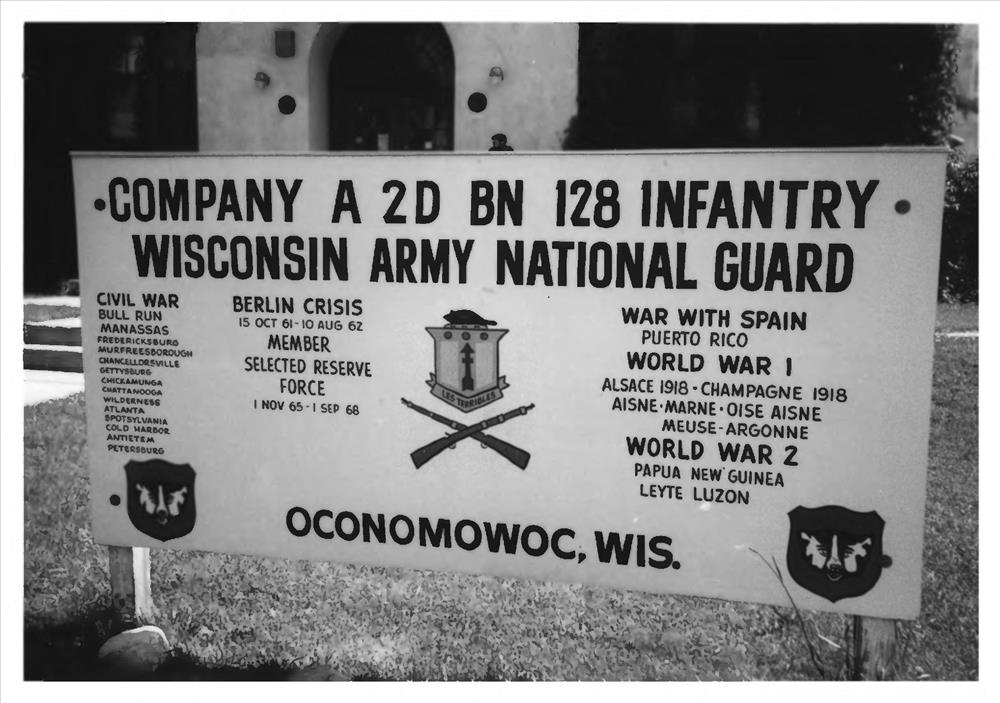 COMPANY A 2D BN 128 INFANTRY
WISCONSIN ARMY NATIONAL GUARD
CIVIL WAR
BULL RUN
MANASSAS
FREDERICKSBURG
MURFREESBOROUGH
CHANCELLORSVILLE
GETTYSBURG
CHICKAMUNGA
CHATTANOOGA
WILDERNESS
ATLANTA
SPOTSYLVANIA
COLD HARBOR
ANTIETEM
PETERSBURG
BERLIN CRISIS
15 OCT 61-10 AUG 62
MEMBER
SELECTED RESERVE
FORCE
1 NOV 65-1 SEP 68
LES TERRIBLES
WAR WITH SPAIN
PUERTO RICO
WORLD WAR 1
ALSACE 1918-CHAMPAGNE 1918
AISNE-MARNE-OISE AISNE
MEUSE-ARGONNE
WORLD WAR 2
PAPUA NEW GUINEA
LEYTE LUZON
OCONOMOWOC, WIS.